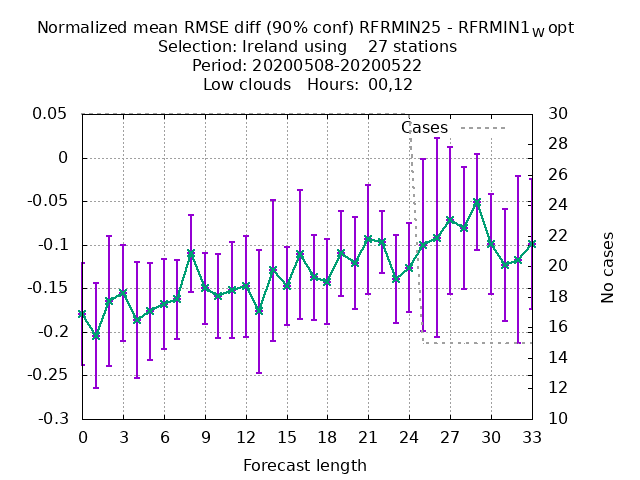 Normalized mean RMSE diff (90% conf) RFRMIN25 - RFRMIN1w opt
Selection: Ireland using 27 stations
Period: 20200508-20200522
Low clouds Hours: 00,12
Cases
0.05
0
-0.05
-0.1
-0.15
-0.2
-0.25
-0.3
30
28
26
24
22
20
18
16
14
12
10
No cases
0 3 6 9 12 15 18 21 24 27 30 33
Forecast length